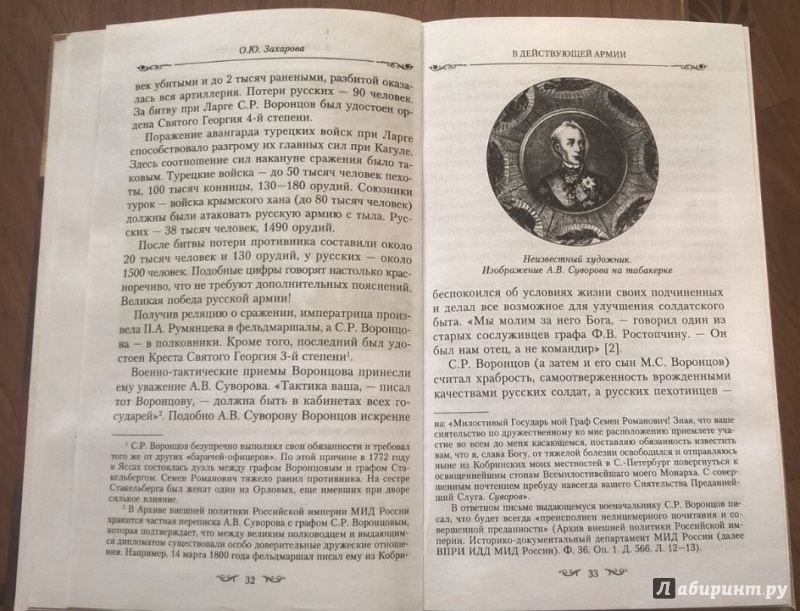 О.Ю. Захарова
век убитыми и до 2 тысяч ранеными, разбитой оказа-
лась вся артиллерия. Потери русских — 90 человек.
За битву при Ларге С.Р. Воронцов был удостоен ор-
дена Святого Георгия 4-й степени.
Поражение авангарда турецких войск при Ларге
способствовало разгрому их главных сил при Кагуле.
Здесь соотношение сил накануне сражения было та-
ковым. Турецкие войска — до 50 тысяч человек пехо-
ты, 100 тысяч конницы, 130—180 орудий. Союзники
турок — войска крымского хана (до 80 тысяч человек)
должны были атаковать русскую армию с тыла. Рус-
ских — 38 тысяч человек, 1490 орудий.
После битвы потери противника составили около
20 тысяч человек и 130 орудий, у русских — около
1500 человек. Подобные цифры говорят настолько крас-
норечиво, что не требуют дополнительных пояснений.
Великая победа русской армии!
Получив реляцию о сражении, императрица произ-
вела П.А. Румянцева в фельдмаршалы, а С.Р. Воронцо-
ва — в полковники. Кроме того, последний был удо-
стоен Креста Святого Георгия 3-й степени¹.
Военно-тактические приемы Воронцова принесли
ему уважение А.В. Суворова. «Тактика ваша, — писал
тот Воронцову, — должна быть в кабинетах всех го-
сударей»². Подобно А.В. Суворову Воронцов искренне
¹ С.Р. Воронцов безупречно выполнял свои обязанности и требовал
того же от других «баричей-офицеров». По этой причине в 1772 году
в Яссах состоялась дуэль между графом Воронцовым и графом Ста-
кельбергом. Семен Романович тяжело ранил противника. На сестре
Стакельберга был женат один из Орловых, еще имевших при дворе
сильное влияние.
² В Архиве внешней политики Российской империи МИД России
хранится частная переписка А.В. Суворова с графом С.Р. Воронцовым,
которая подтверждает, что между великим полководцем и выдающим-
ся дипломатом существовали особо доверительные дружеские отноше-
ния. Например, 14 марта 1800 года фельдмаршал писал ему из Кобри-
32
В ДЕЙСТВУЮЩЕЙ АРМИИ
Неизвестный художник.
Изображение А.В. Суворова на табакерке
беспокоился об условиях жизни своих подчиненных
и делал все возможное для улучшения солдатского
быта. «Мы молим за него Бога, — говорил один из
старых сослуживцев графа Ф.В. Ростопчину. — Он
был нам отец, а не командир» [2].
С.Р. Воронцов (а затем и его сын М.С. Воронцов)
считал храбрость, самоотверженность врожденными
качествами русских солдат, а русских пехотинцев —
на: «Милостивый Государь мой Граф Семен Романович! Зная, что ваше
сиятельство по дружественному ко мне расположению приемлете уча-
стие во всём до меня касающемся, поставляю обязанность известить
вам, что я, слава Богу, от тяжелой болезни освободился и отправляюсь
ныне из Кобринских моих местностей в С.-Петербург повергнуться к
освященнейшим стопам Всемилостивейшаго моего Монарха. С совер-
шенным почтением пребуду навсегда вашего Сиятельства Преданней-
ший Слуга. Суворов».
В ответном письме выдающемуся военачальнику С.Р. Воронцов пи-
сал, что будет всегда «преисполнен нелицемерного почитания и со-
вершенной преданности» (Архив внешней политики Российской им-
перии. Историко-документальный департамент МИД России (далее
ВПРИ ИДД МИД России). Ф. 36. Оп. 1. Д. 566. Л. 12—13).
33
Лабиринт.ру